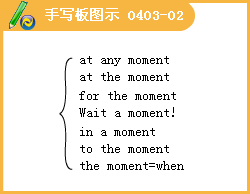 手写板图示 0403-02
at any moment
at the moment
for the moment
Wait a moment!
in a moment
to the moment
the moment=when